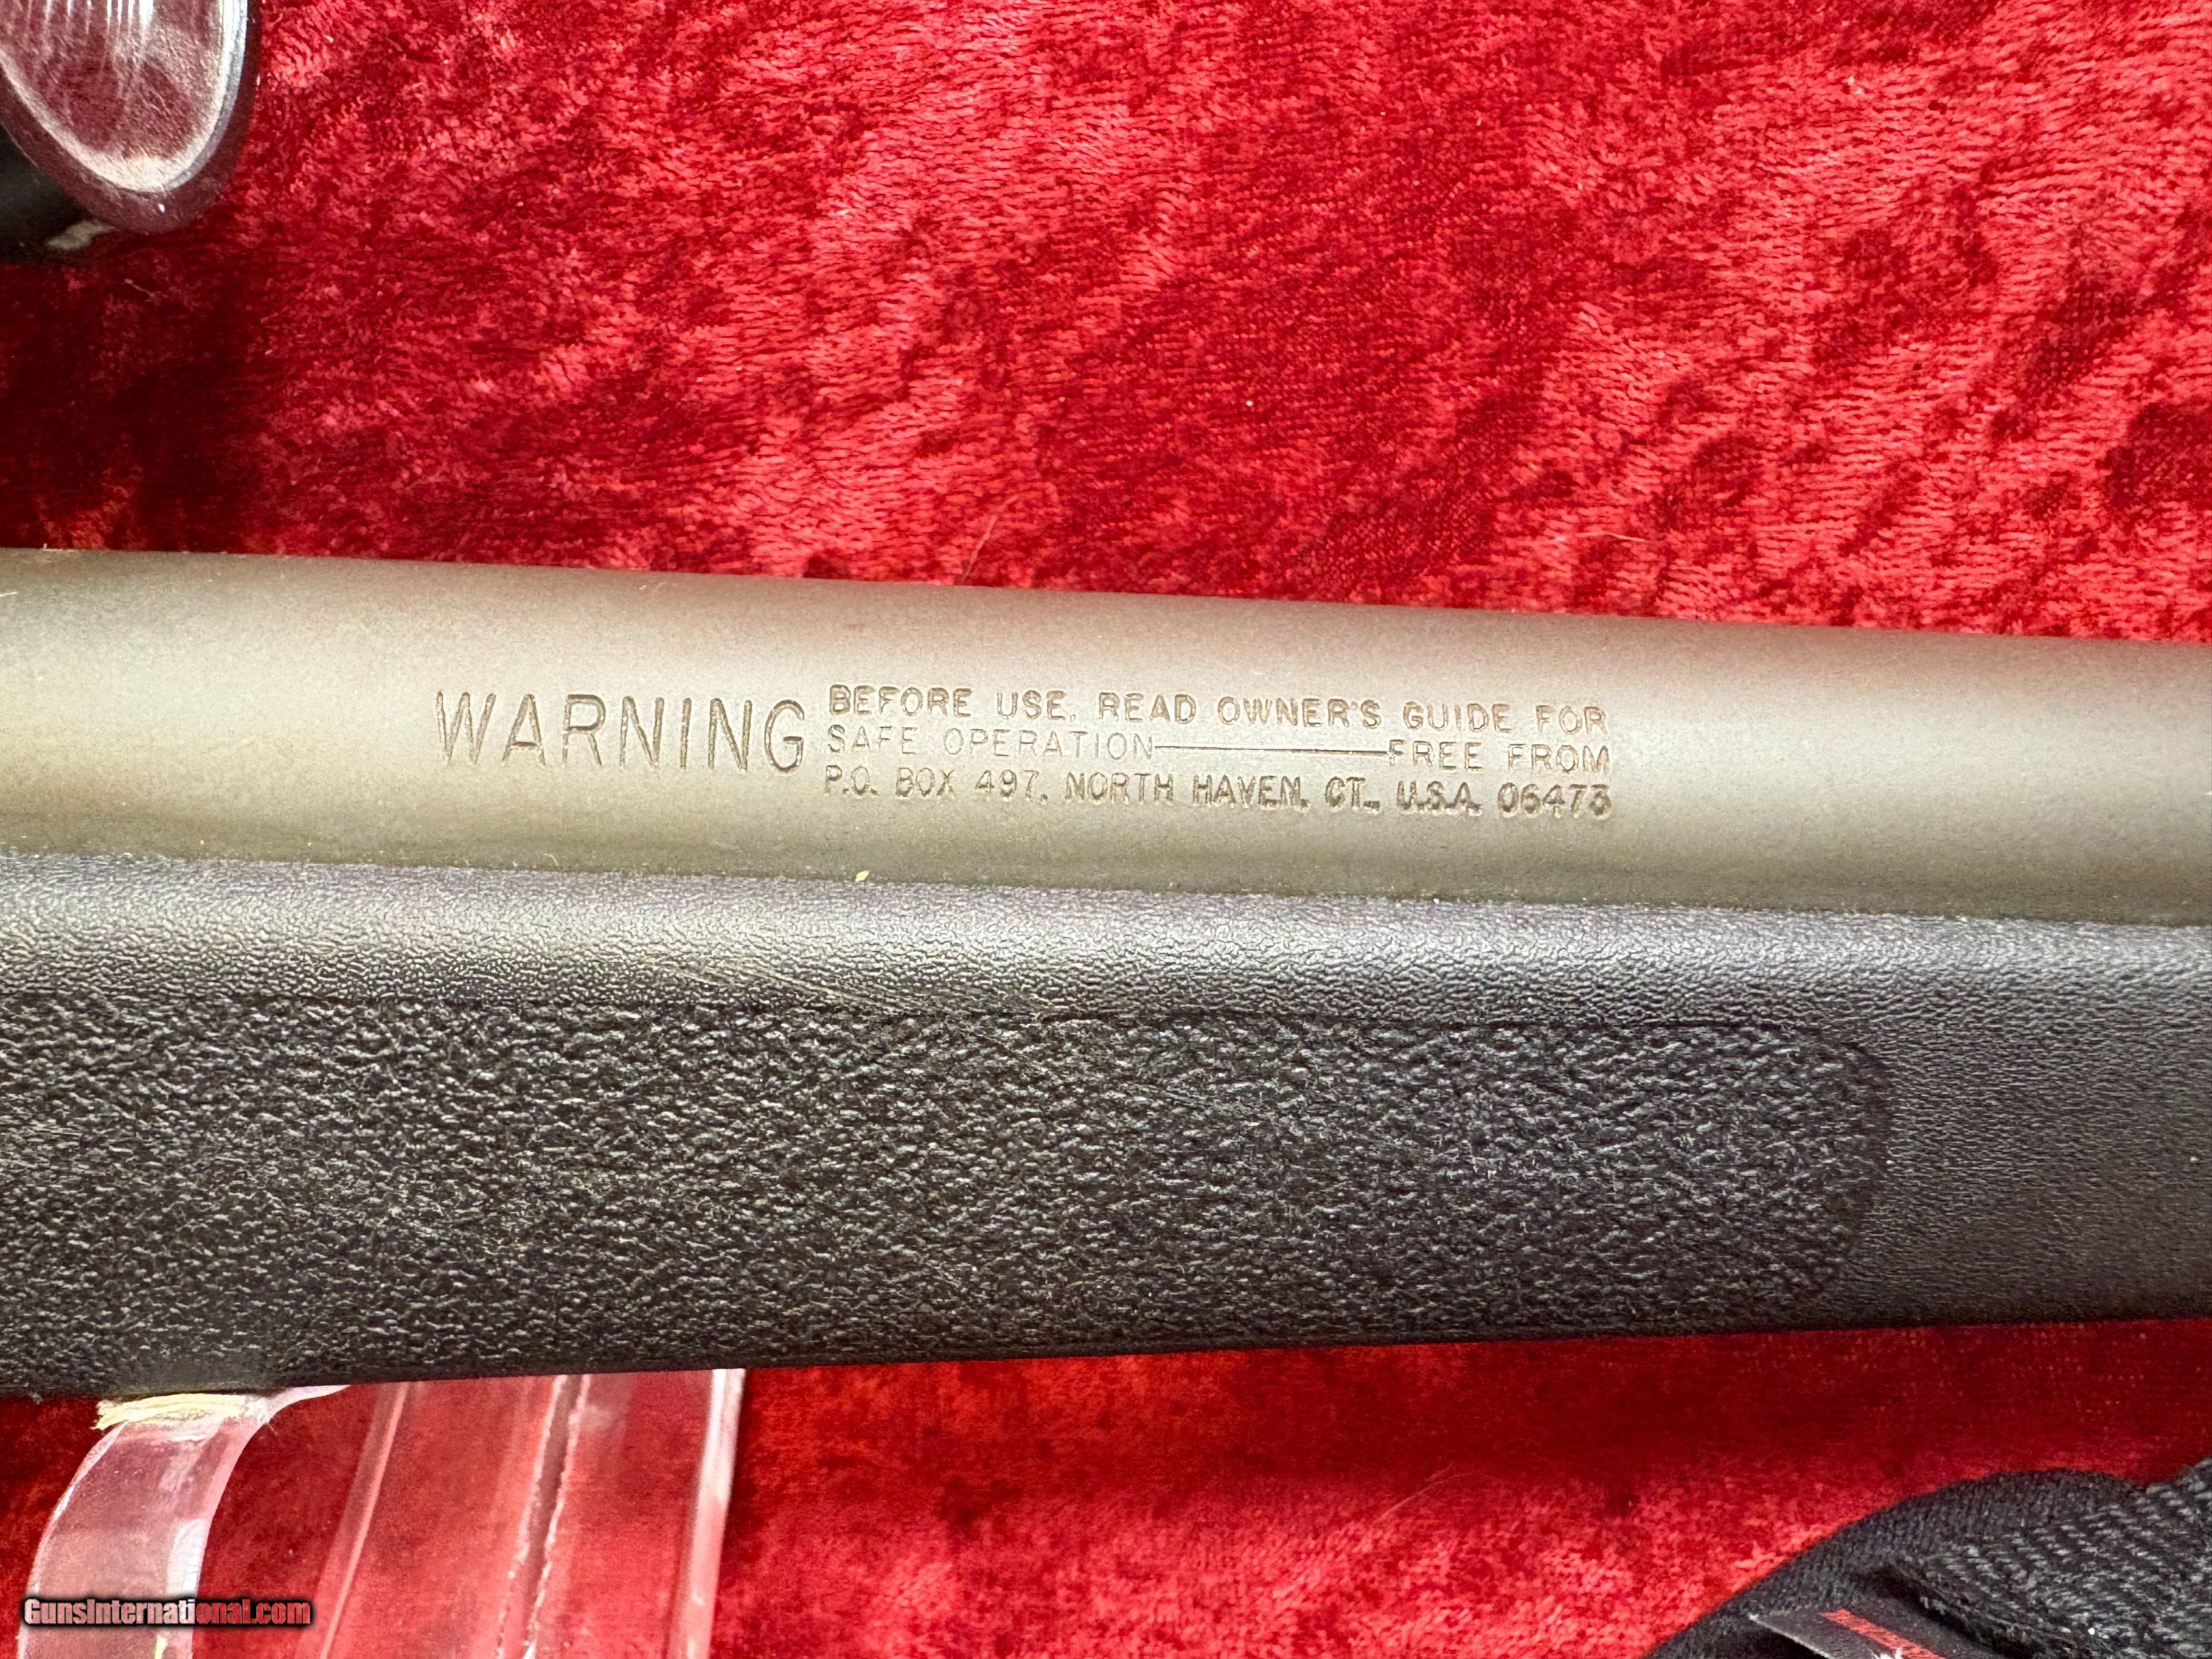 WARNING
BEFORE USE, READ OWNER'S GUIDE FOR
SAFE OPERATION————FREE FROM
P.O. BOX 497, NORTH HAVEN, CT., U.S.A. 06473
GunsInternational.com